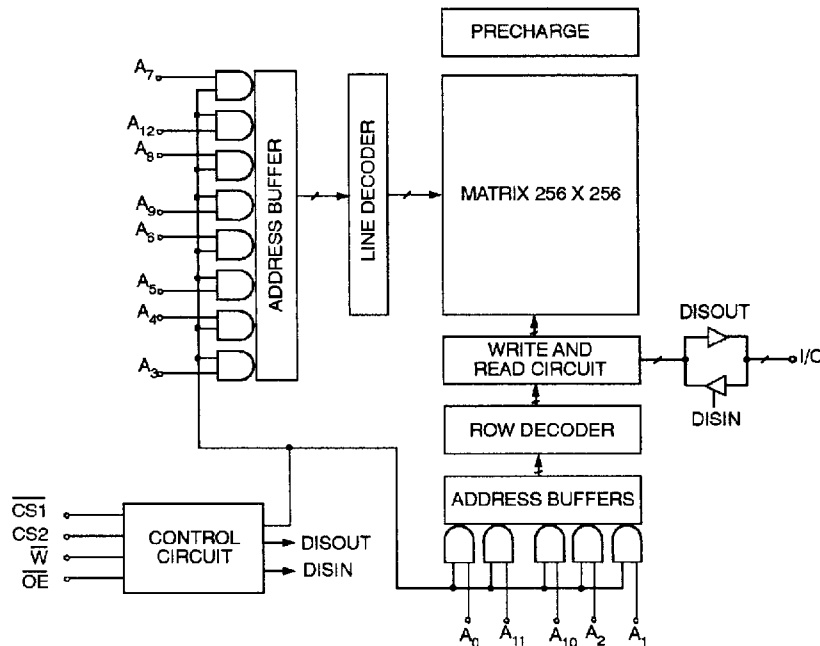 PRECHARGE
A7
A12
A8
A9
A6
A5
A4
A3
ADDRESS BUFFER
LINE DECODER
MATRIX 256 X 256
DISOUT
WRITE AND
READ CIRCUIT
I/O
DISIN
ROW DECODER
ADDRESS BUFFERS
CS1
CS2
W
OE
CONTROL
CIRCUIT
DISOUT
DISIN
A0
A11
A10
A2
A1